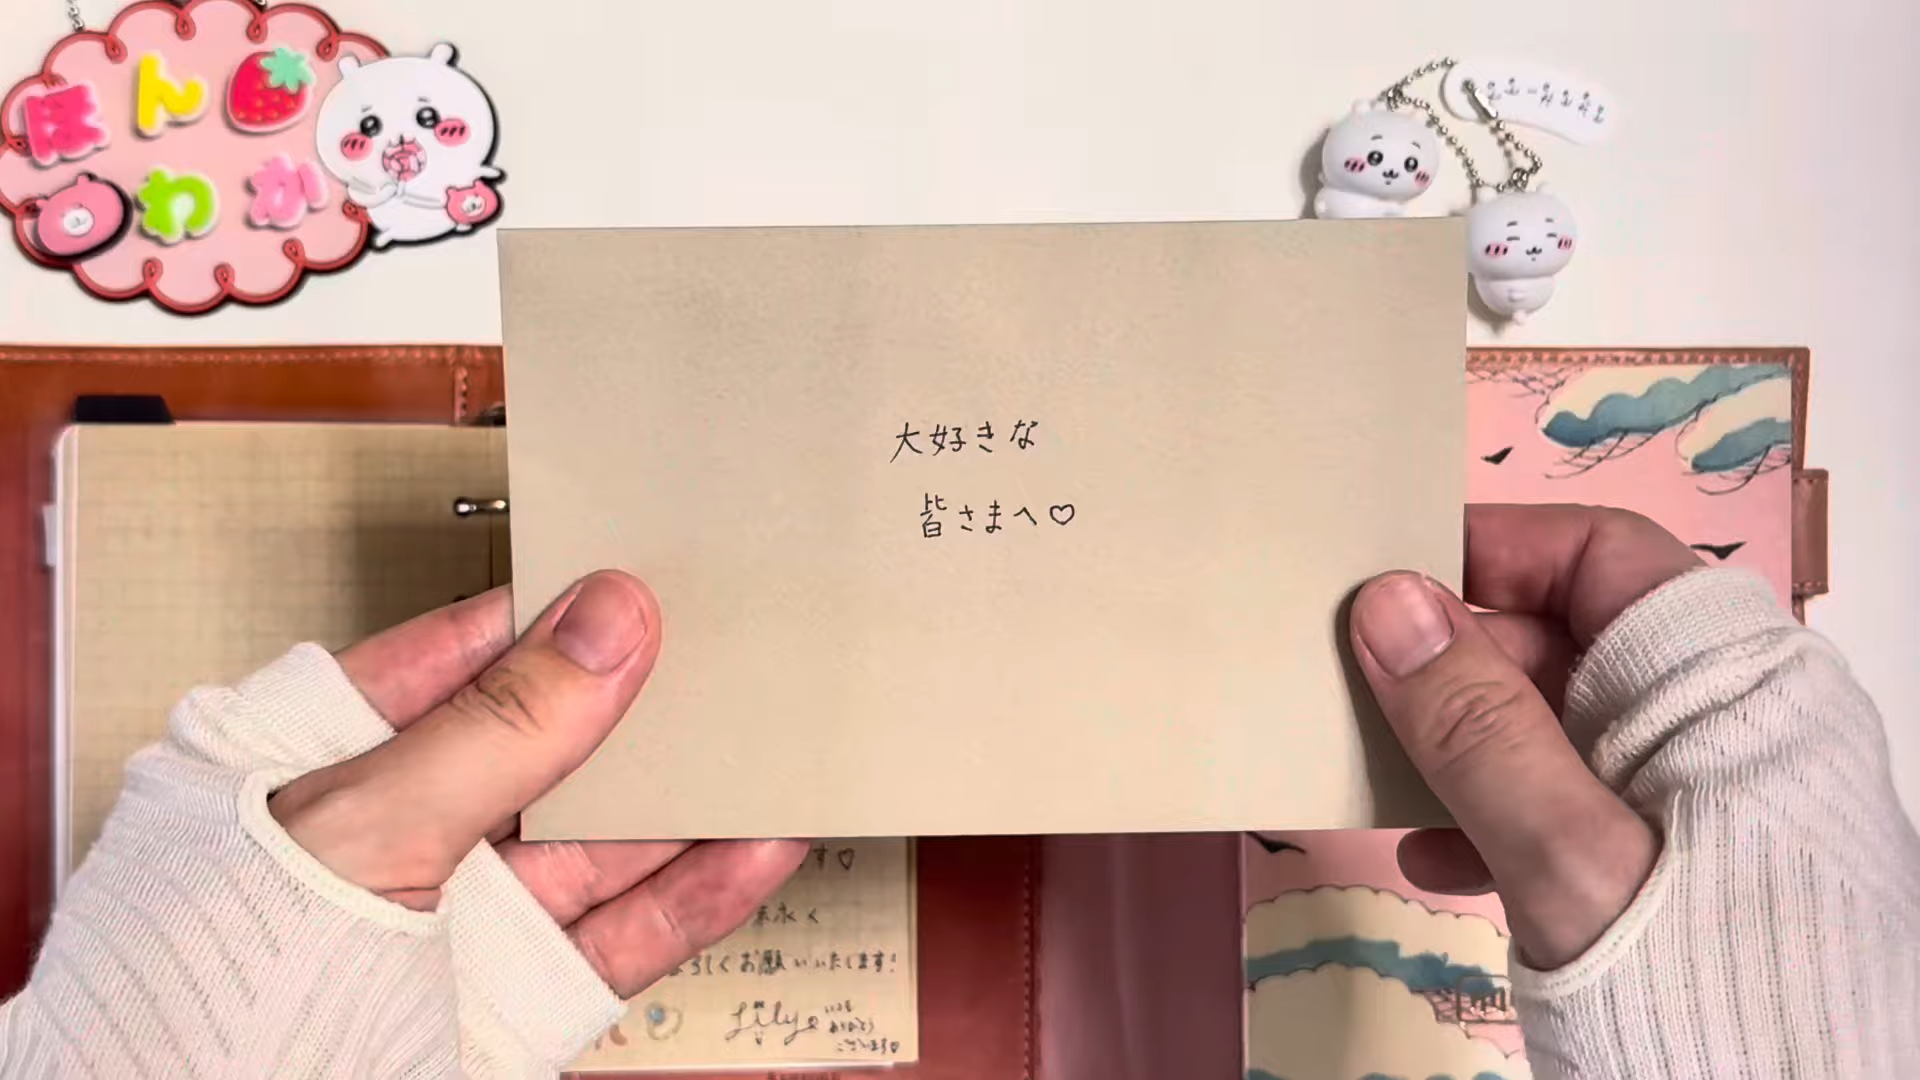 ほん
わか
大好きな
皆さまへ♡
す♡
末永く
よろしくお願いいたします!
Lily
いつも
ありがとう
ございます♡